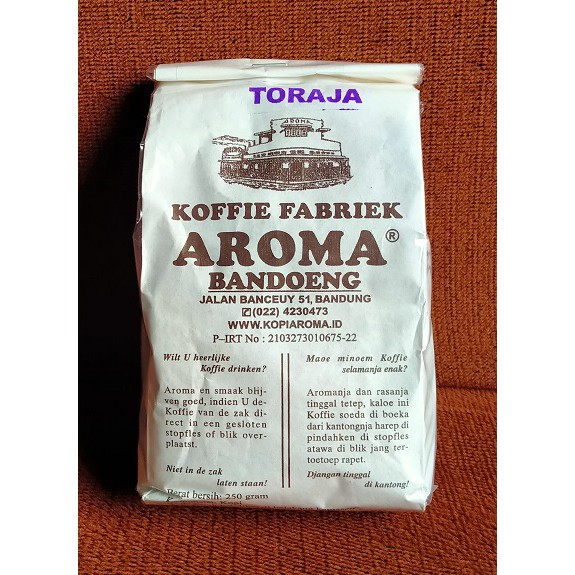 TORAJA
AROMA
KOFFIE FABRIEK
AROMA®
BANDOENG
JALAN BANCEUY 51, BANDUNG
✆(022) 4230473
WWW.KOPIAROMA.ID
P–IRT No : 2103273010675-22
Wilt U heerlijke
Koffie drinken?
Aroma en smaak blij-
ven goed, indien U de-
Koffie van de zak di-
rect in een gesloten
stopfles of blik over-
plaatst.
Niet in de zak
laten staan!
Maoe minoem Koffie
selamanja enak?
Aromanja dan rasanja
tinggal tetep, kaloe ini
Koffie soeda di boeka
dari kantongnja harep di
pindahken di stopfles
atawa di blik jang ter-
toetoep rapet.
Djangan tinggal
di kantong!
Berat bersih: 250 gram